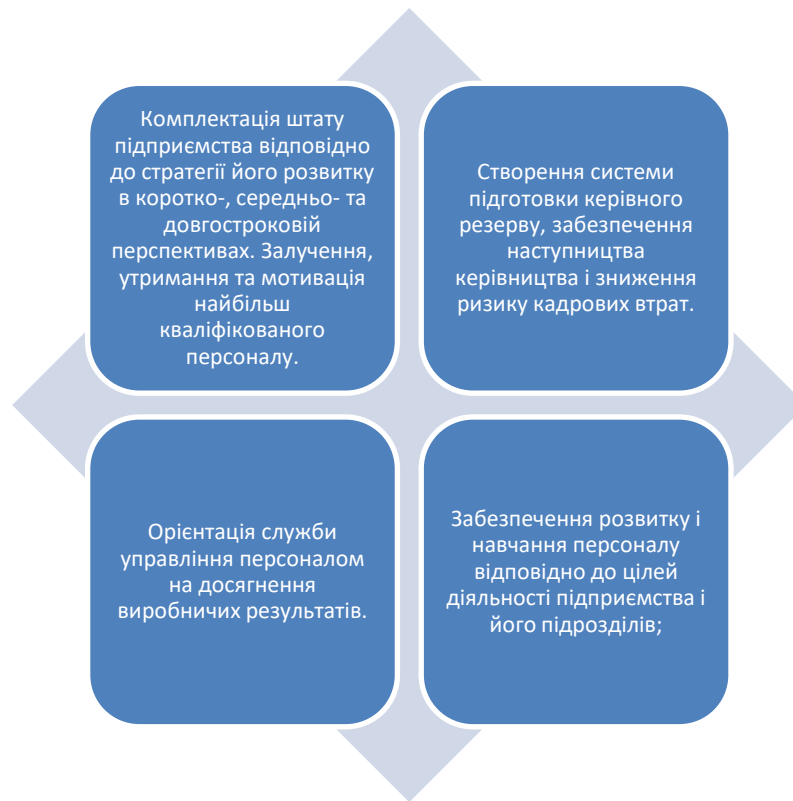 Комплектація штату
підприємства відповідно
до стратегії його розвитку
в коротко-, середньо- та
довгостроковій
перспективах. Залучення,
утримання та мотивація
найбільш
кваліфікованого
персоналу.
Створення системи
підготовки керівного
резерву, забезпечення
наступництва
керівництва і зниження
ризику кадрових втрат.
Орієнтація служби
управління персоналом
на досягнення
виробничих результатів.
Забезпечення розвитку і
навчання персоналу
відповідно до цілей
діяльності підприємства і
його підрозділів;